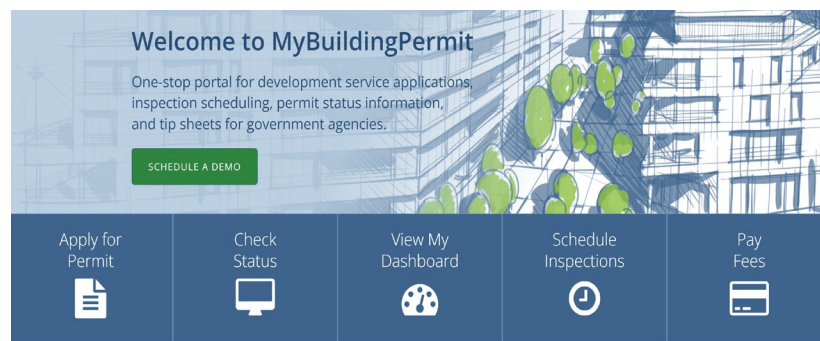 Welcome to MyBuildingPermit
One-stop portal for development service applications,
inspection scheduling, permit status information,
and tip sheets for government agencies.
SCHEDULE A DEMO
Apply for
Permit
Check
Status
View My
Dashboard
Schedule
Inspections
Pay
Fees